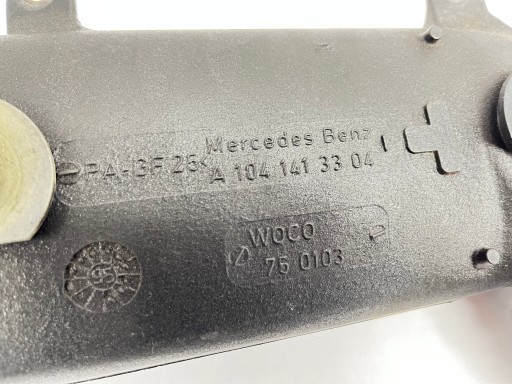 >PA-GF 25<
Mercedes Benz
A 104 141 33 04
WOCO
75 0103
95